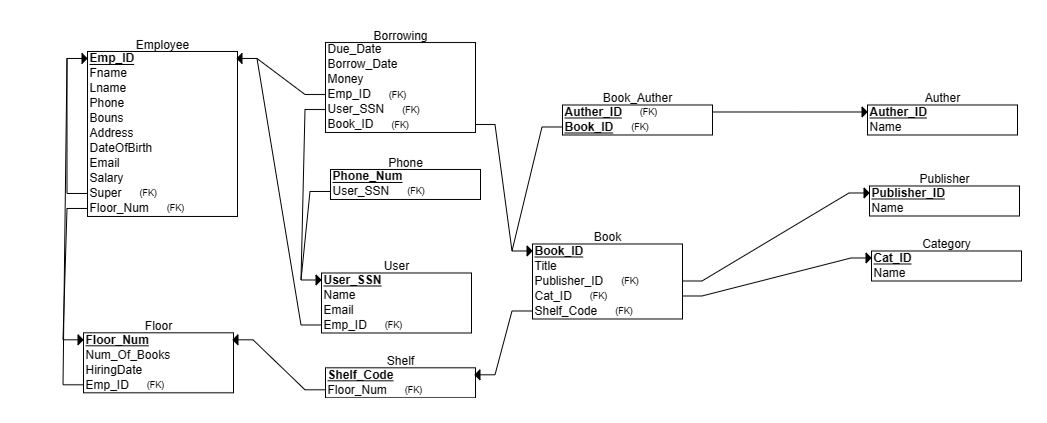 Employee
Emp_ID
Fname
Lname
Phone
Bouns
Address
DateOfBirth
Email
Salary
Super (FK)
Floor_Num (FK)
Borrowing
Due_Date
Borrow_Date
Money
Emp_ID (FK)
User_SSN (FK)
Book_ID (FK)
Book_Auther
Auther_ID (FK)
Book_ID (FK)
Auther
Auther_ID
Name
Phone
Phone_Num
User_SSN (FK)
Publisher
Publisher_ID
Name
Book
Book_ID
Title
Publisher_ID (FK)
Cat_ID (FK)
Shelf_Code (FK)
Category
Cat_ID
Name
User
User_SSN
Name
Email
Emp_ID (FK)
Floor
Floor_Num
Num_Of_Books
HiringDate
Emp_ID (FK)
Shelf
Shelf_Code
Floor_Num (FK)